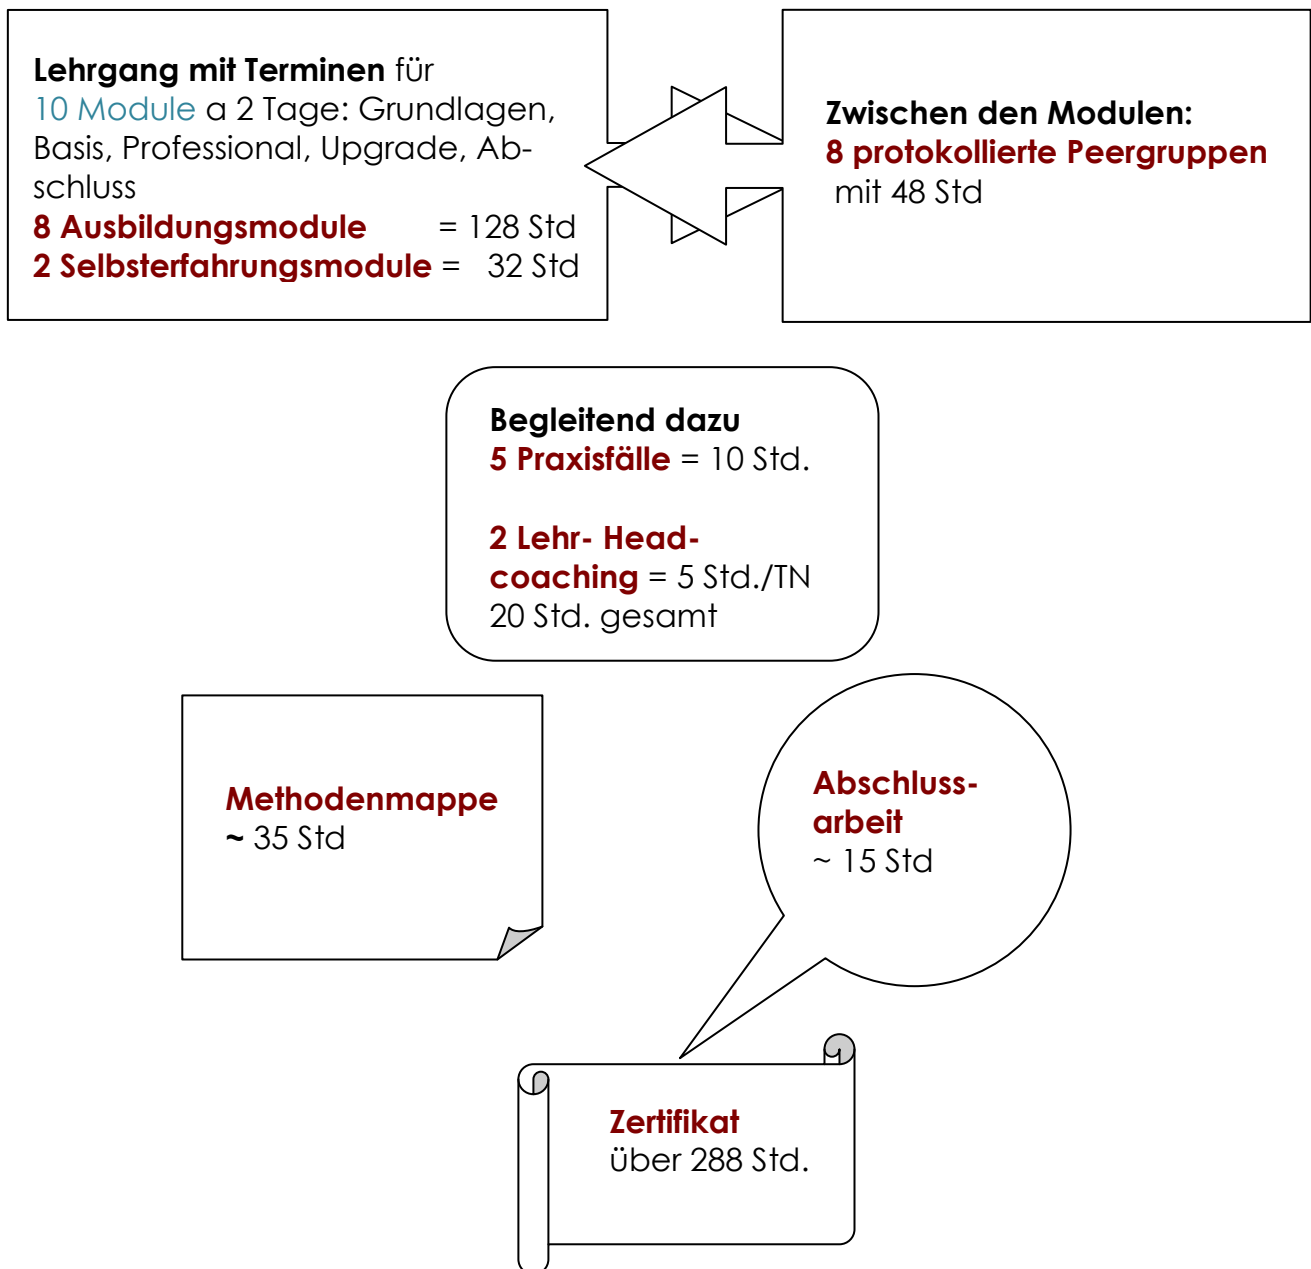 Lehrgang mit Terminen für
10 Module a 2 Tage: Grundlagen,
Basis, Professional, Upgrade, Ab-
schluss
8 Ausbildungsmodule = 128 Std
2 Selbsterfahrungsmodule = 32 Std
Zwischen den Modulen:
8 protokollierte Peergruppen
mit 48 Std
Begleitend dazu
5 Praxisfälle = 10 Std.
2 Lehr- Head-
coaching = 5 Std./TN
20 Std. gesamt
Methodenmappe
~ 35 Std
Abschluss-
arbeit
~ 15 Std
Zertifikat
über 288 Std.